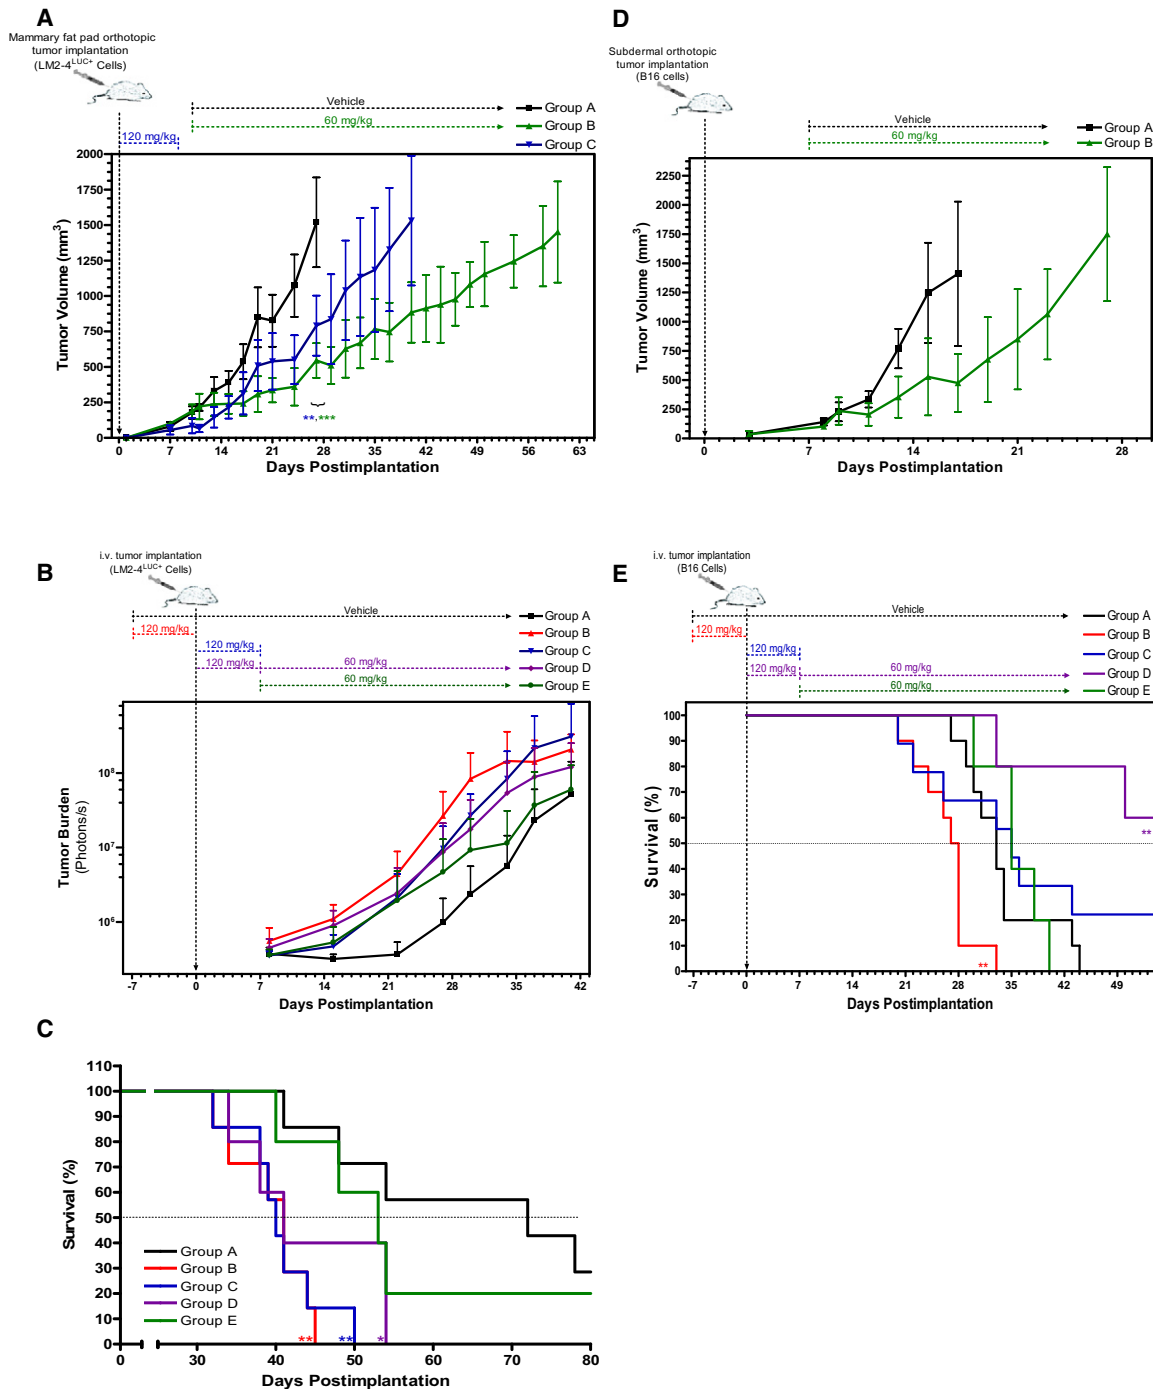 A
Mammary fat pad orthotopic
tumor implantation
(LM2-4LUC+ Cells)
Vehicle
60 mg/kg
120 mg/kg
Group A
Group B
Group C
2000
1750
1500
1250
1000
750
500
250
0
Tumor Volume (mm3)
**,***
0 7 14 21 28 35 42 49 56 63
Days Postimplantation
D
Subdermal orthotopic
tumor implantation
(B16 cells)
Vehicle
60 mg/kg
Group A
Group B
2250
2000
1750
1500
1250
1000
750
500
250
0
Tumor Volume (mm3)
0 7 14 21 28
Days Postimplantation
B
i.v. tumor implantation
(LM2-4LUC+ Cells)
Vehicle
120 mg/kg
120 mg/kg
120 mg/kg
60 mg/kg
60 mg/kg
Group A
Group B
Group C
Group D
Group E
108
107
106
Tumor Burden
(Photons/s)
-7 0 7 14 21 28 35 42
Days Postimplantation
E
i.v. tumor implantation
(B16 Cells)
Vehicle
120 mg/kg
120 mg/kg
120 mg/kg
60 mg/kg
60 mg/kg
Group A
Group B
Group C
Group D
Group E
100
90
80
70
60
50
40
30
20
10
0
Survival (%)
**
**
-7 0 7 14 21 28 35 42 49
Days Postimplantation
C
110
100
90
80
70
60
50
40
30
20
10
0
Survival (%)
Group A
Group B
Group C
Group D
Group E
** ** *
0 30 40 50 60 70 80
Days Postimplantation